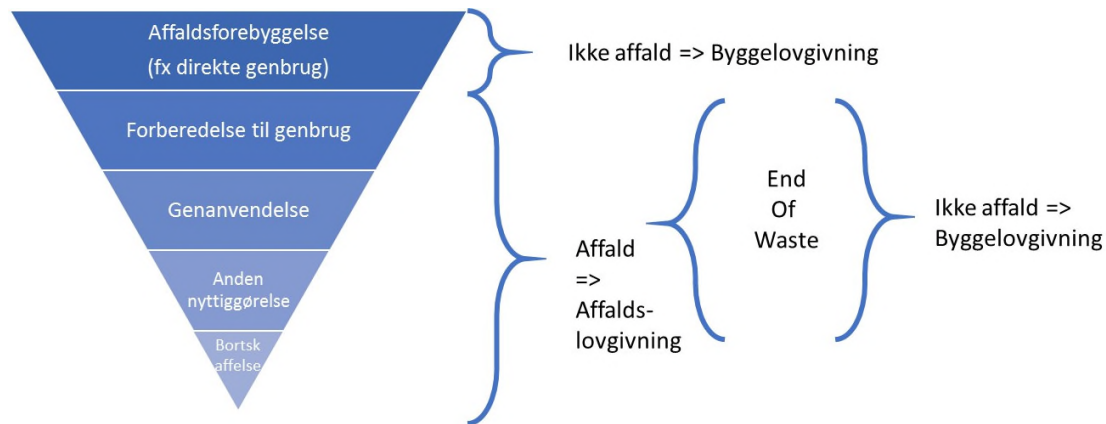 Affaldsforebyggelse
(fx direkte genbrug)
Forberedelse til genbrug
Genanvendelse
Anden
nyttiggørelse
Bortsk
affelse
Ikke affald => Byggelovgivning
Affald
=>
Affalds-
lovgivning
End
Of
Waste
Ikke affald =>
Byggelovgivning